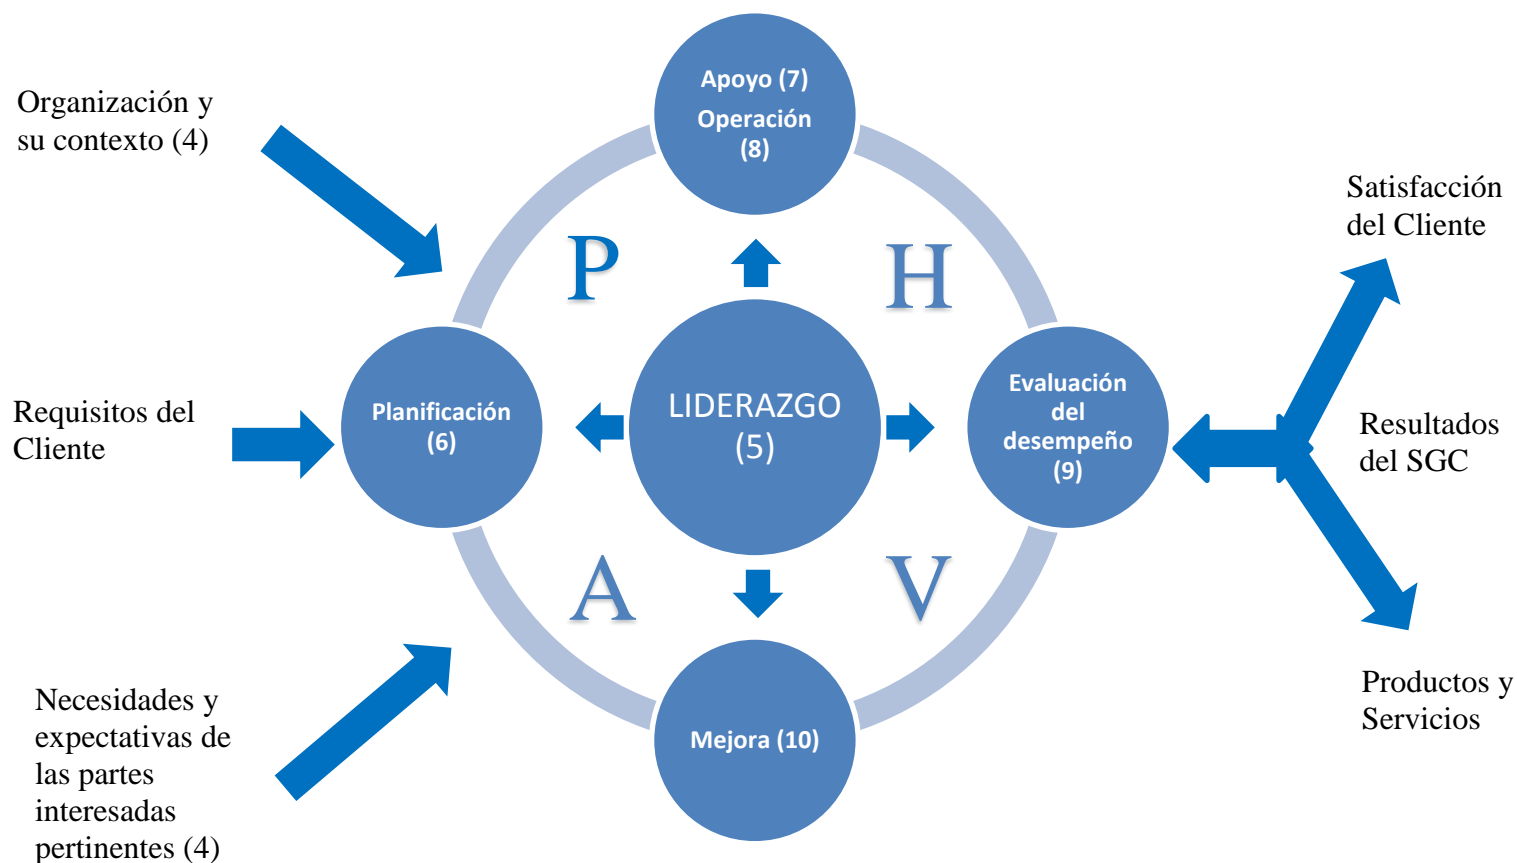 Organización y
su contexto (4)
Requisitos del
Cliente
Necesidades y
expectativas de
las partes
interesadas
pertinentes (4)
Apoyo (7)
Operación
(8)
P
H
Planificación
(6)
LIDERAZGO
(5)
Evaluación
del
desempeño
(9)
A
V
Mejora (10)
Satisfacción
del Cliente
Resultados
del SGC
Productos y
Servicios